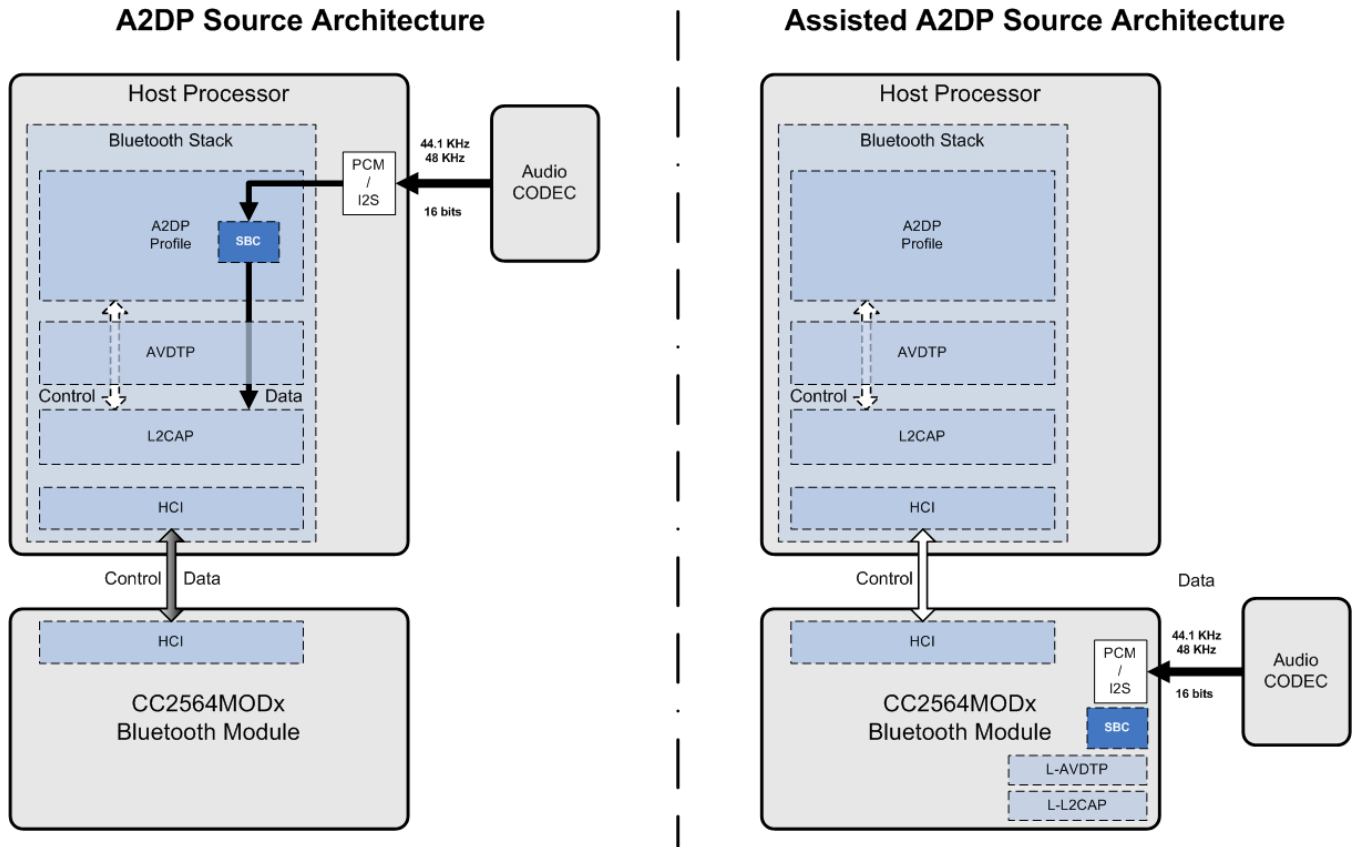 A2DP Source Architecture
Host Processor
Bluetooth Stack
A2DP
Profile
SBC
PCM
/
I2S
44.1 KHz
48 KHz
16 bits
Audio
CODEC
AVDTP
Control
Data
L2CAP
HCI
Control
Data
HCI
CC2564MODx
Bluetooth Module
Assisted A2DP Source Architecture
Host Processor
Bluetooth Stack
A2DP
Profile
AVDTP
Control
L2CAP
HCI
Control
Data
HCI
CC2564MODx
Bluetooth Module
PCM
/
I2S
44.1 KHz
48 KHz
16 bits
Audio
CODEC
SBC
L-AVDTP
L-L2CAP